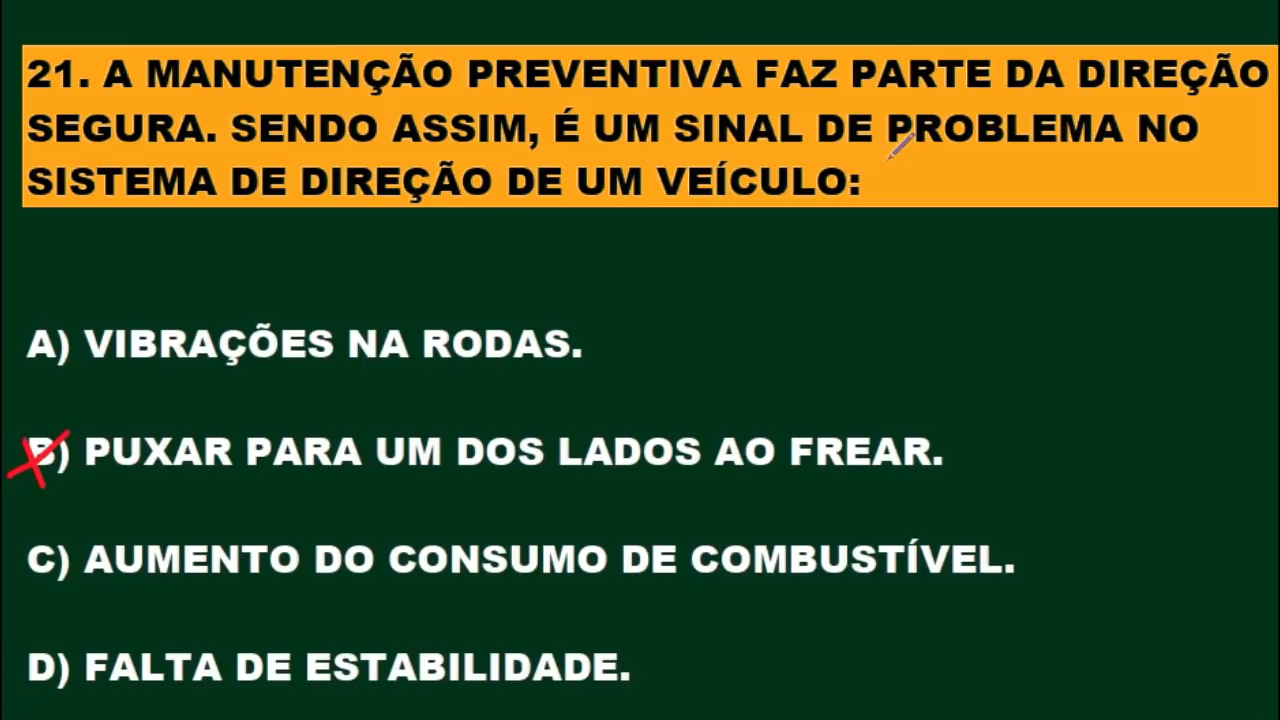 21. A MANUTENÇÃO PREVENTIVA FAZ PARTE DA DIREÇÃO
SEGURA. SENDO ASSIM, É UM SINAL DE PROBLEMA NO
SISTEMA DE DIREÇÃO DE UM VEÍCULO:
A) VIBRAÇÕES NA RODAS.
B) PUXAR PARA UM DOS LADOS AO FREAR.
C) AUMENTO DO CONSUMO DE COMBUSTÍVEL.
D) FALTA DE ESTABILIDADE.